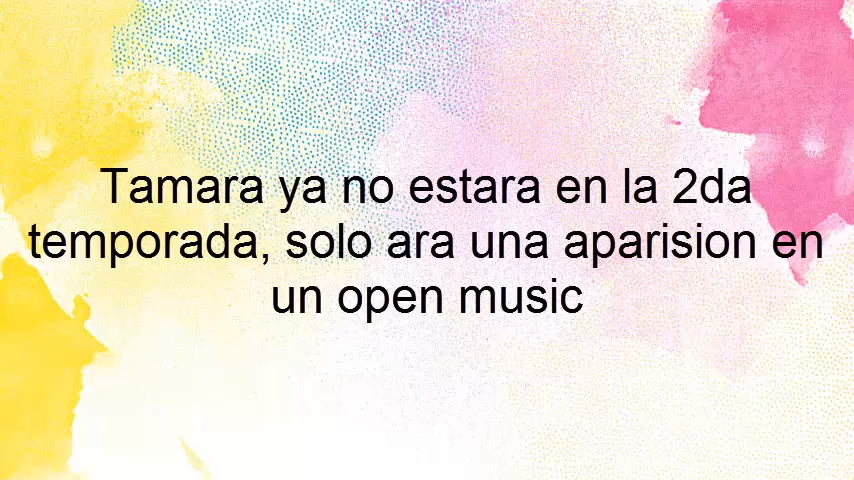 Tamara ya no estara en la 2da
temporada, solo ara una aparision en
un open music